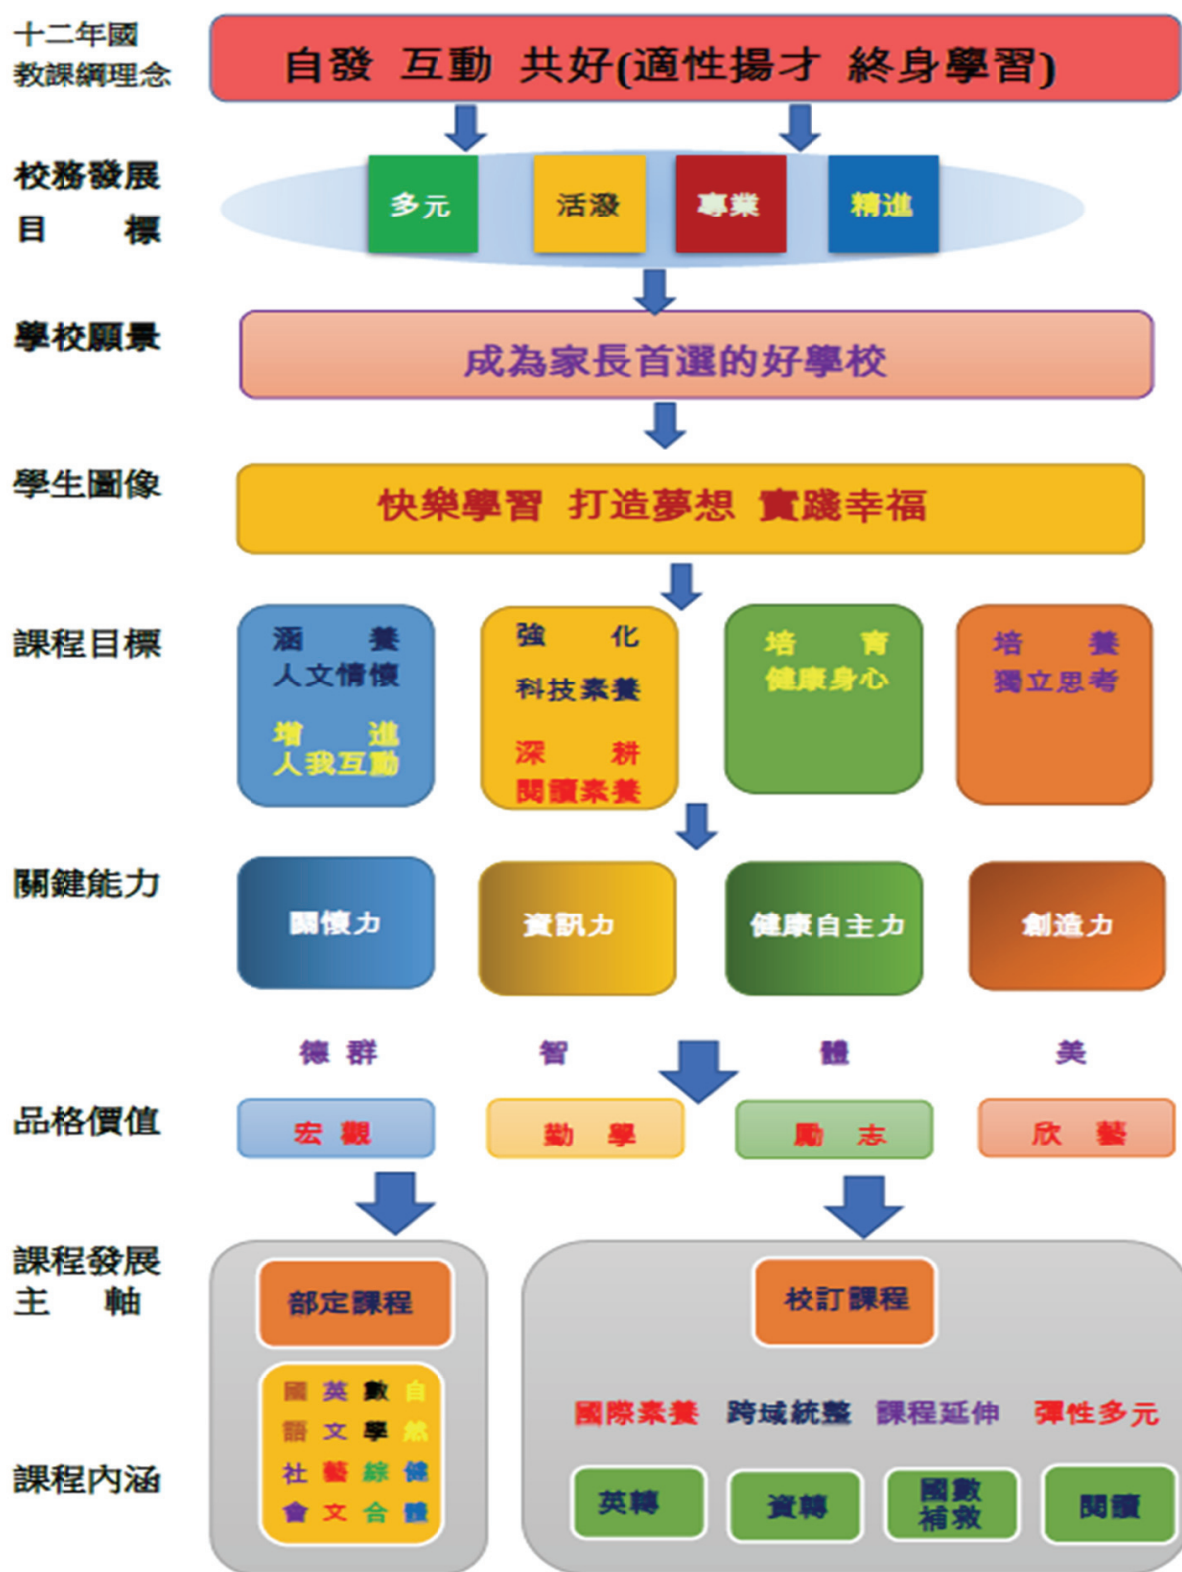 十二年國
教課綱理念
自發 互動 共好(適性揚才 終身學習)
校務發展
目 標
多元
活潑
專業
精進
學校願景
成為家長首選的好學校
學生圖像
快樂學習 打造夢想 實踐幸福
課程目標
涵 養
人文情懷
增 進
人我互動
強 化
科技素養
深 耕
閱讀素養
培 育
健康身心
培 養
獨立思考
關鍵能力
關懷力
資訊力
健康自主力
創造力
德 群
智
體
美
品格價值
宏 觀
勤 學
勵 志
欣 藝
課程發展
主 軸
部定課程
校訂課程
國 英 數 自
語 文 學 然
社 藝 綜 健
會 文 合 體
國際素養
跨域統整
課程延伸
彈性多元
課程內涵
英轉
資轉
國數
補救
閱讀